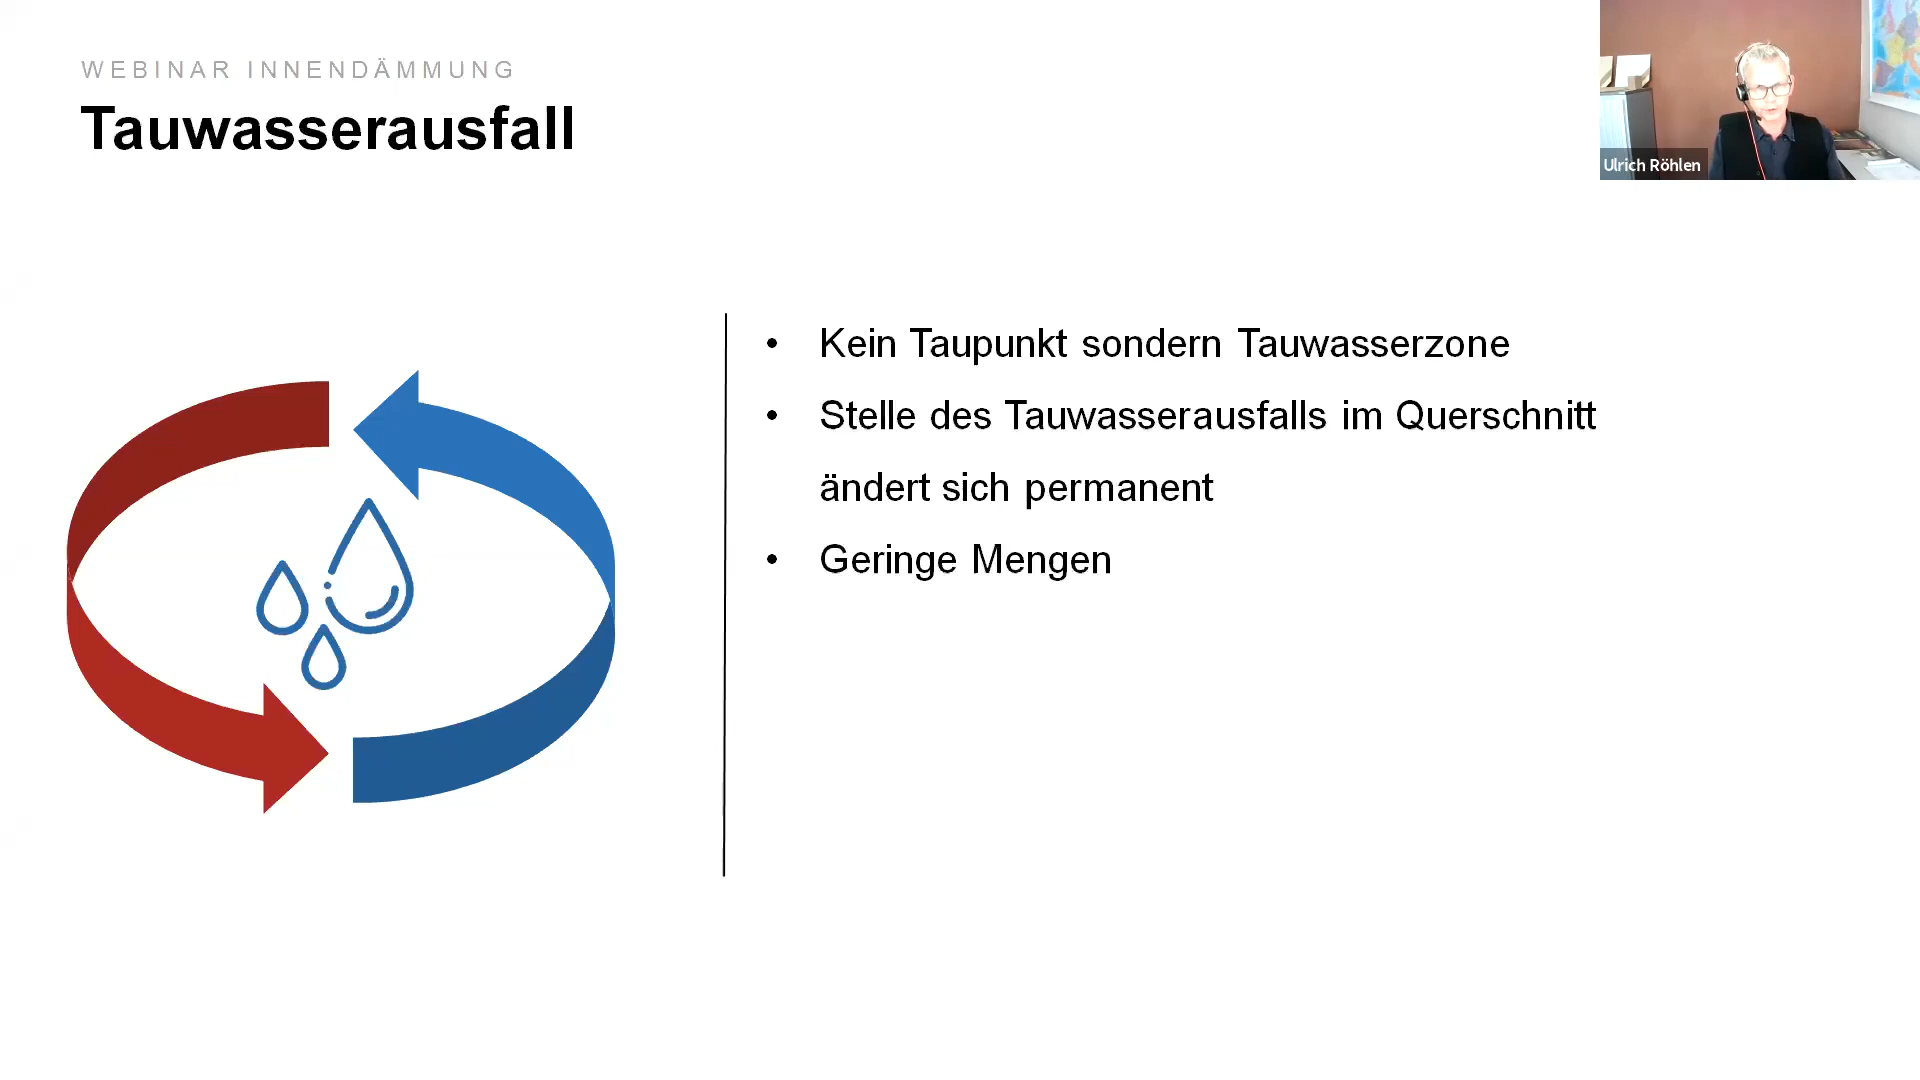 WEBINAR INNENDÄMMUNG
Tauwasserausfall
Ulrich Röhlen
• Kein Taupunkt sondern Tauwasserzone
• Stelle des Tauwasserausfalls im Querschnitt
ändert sich permanent
• Geringe Mengen